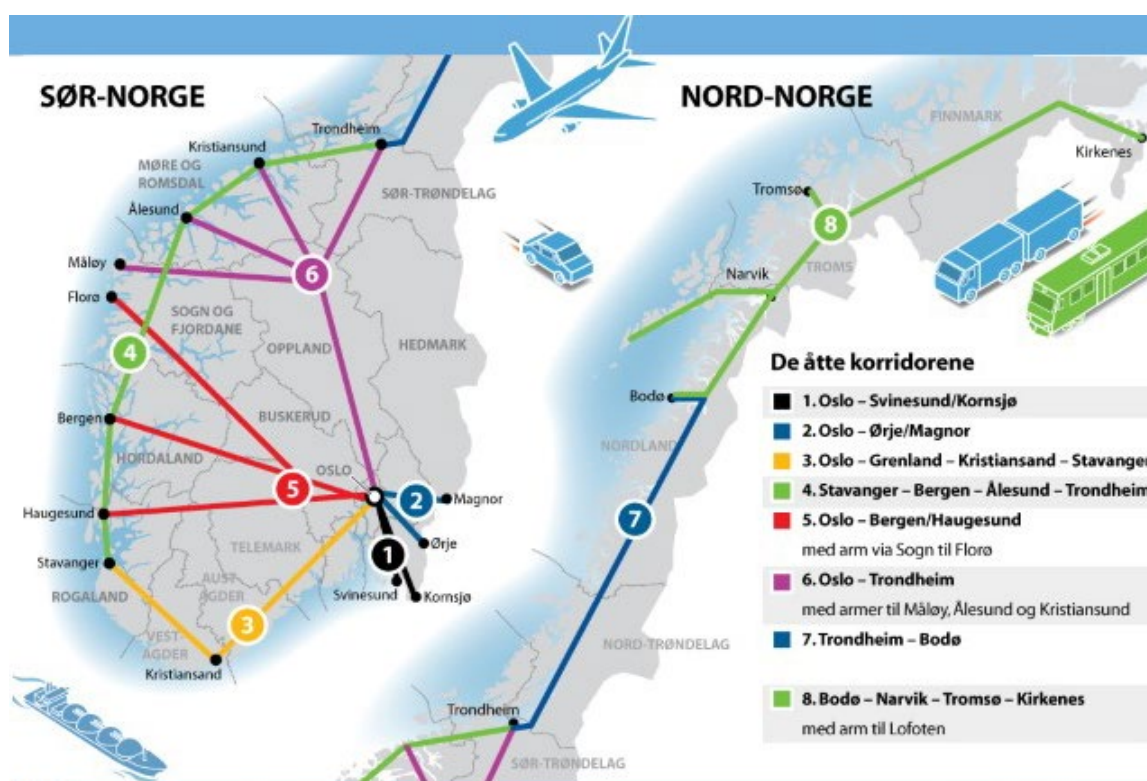 SØR-NORGE
Trondheim
Kristiansund
MØRE OG
ROMSDAL
SØR-TRØNDELAG
Ålesund
6
Måløy
Florø
SOGN OG
FJORDANE
4
OPPLAND
HEDMARK
Bergen
BUSKERUD
HORDALAND
OSLO
5
2
Magnor
Haugesund
TELEMARK
Ørje
1
Stavanger
AUST-
AGDER
Svinesund
Kornsjø
ROGALAND
3
VEST-
AGDER
Kristiansand
NORD-NORGE
FINNMARK
Kirkenes
Tromsø
8
TROMS
Narvik
Bodø
NORDLAND
7
NORD-TRØNDELAG
Trondheim
SØR-TRØNDELAG
De åtte korridorene
1. Oslo – Svinesund/Kornsjø
2. Oslo – Ørje/Magnor
3. Oslo – Grenland – Kristiansand – Stavanger
4. Stavanger – Bergen – Ålesund – Trondheim
5. Oslo – Bergen/Haugesund
med arm via Sogn til Florø
6. Oslo – Trondheim
med armer til Måløy, Ålesund og Kristiansund
7. Trondheim – Bodø
8. Bodø – Narvik – Tromsø – Kirkenes
med arm til Lofoten